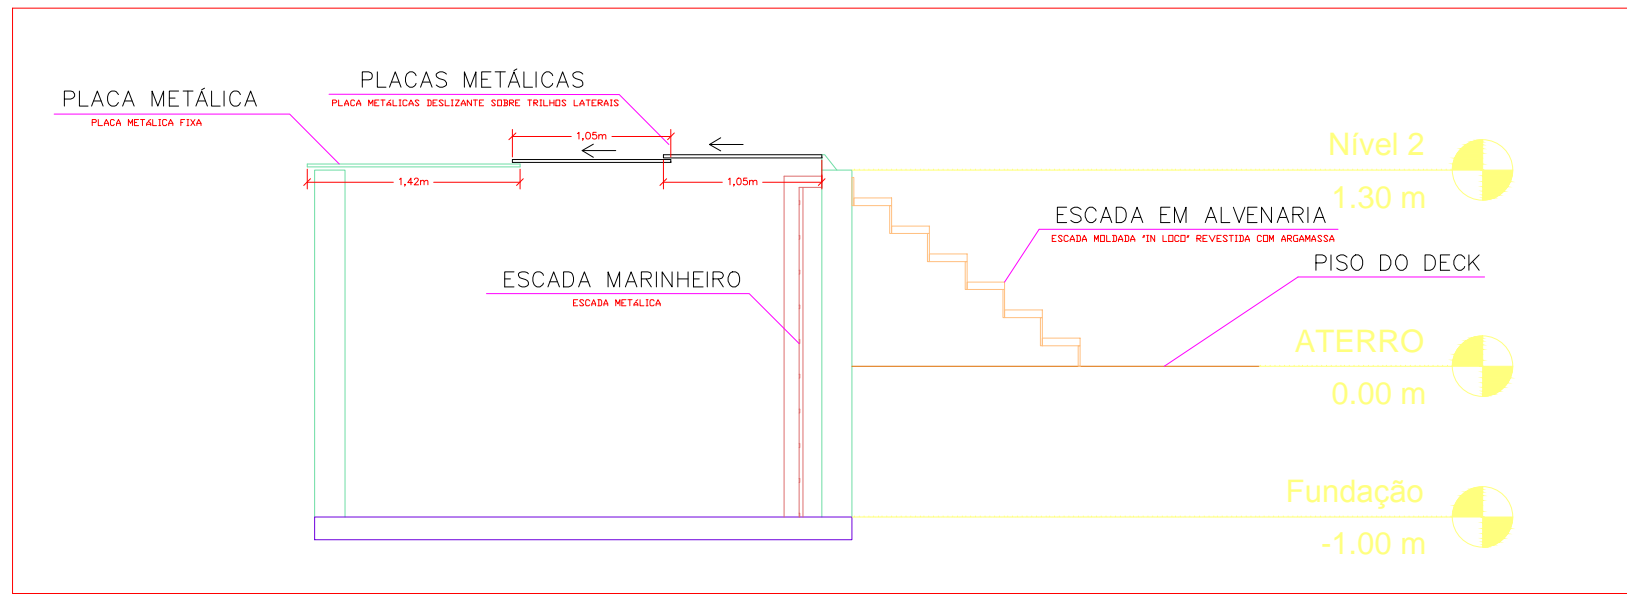 PLACAS METÁLICAS
PLACA METÁLICAS DESLIZANTE SOBRE TRILHOS LATERAIS
PLACA METÁLICA
PLACA METÁLICA FIXA
1,05m
1,42m
1,05m
Nível 2
1.30 m
ESCADA EM ALVENARIA
ESCADA MOLDADA "IN LOCO" REVESTIDA COM ARGAMASSA
PISO DO DECK
ESCADA MARINHEIRO
ESCADA METÁLICA
ATERRO
0.00 m
Fundação
-1.00 m